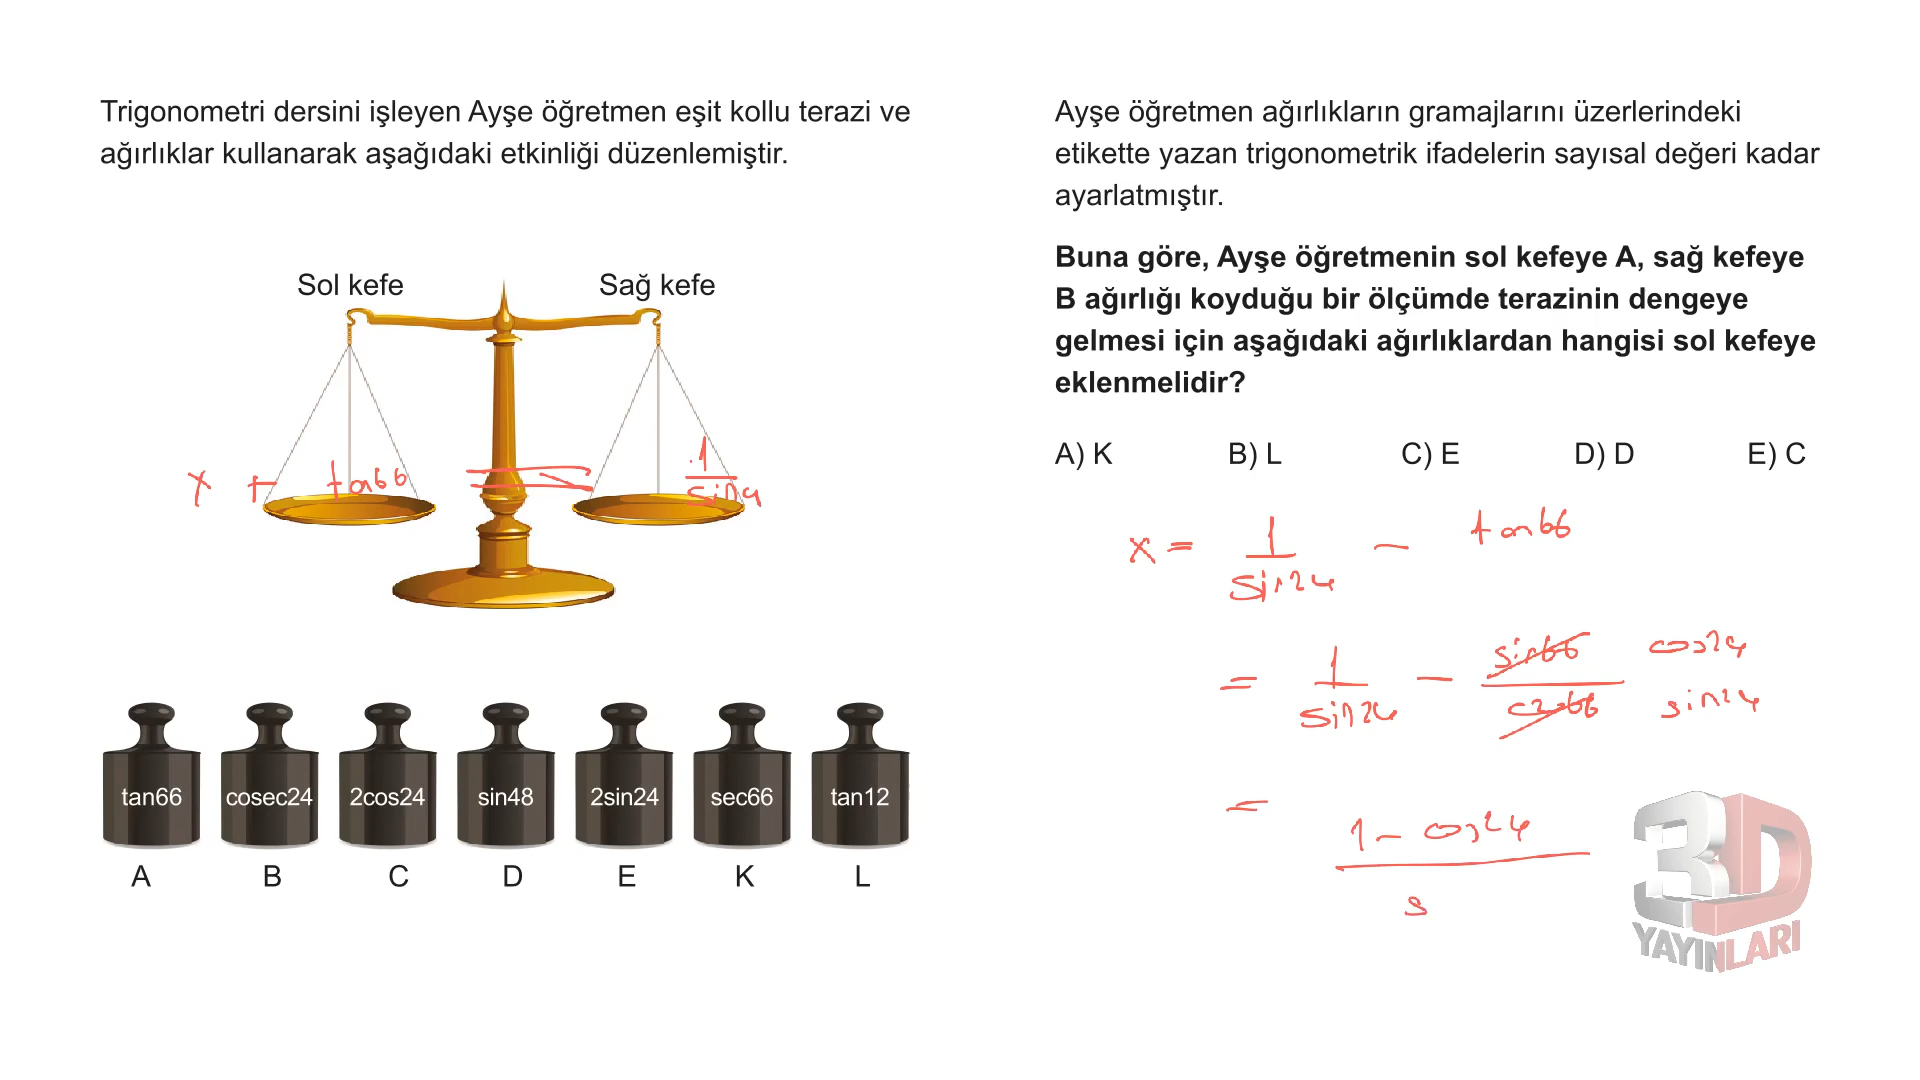 Trigonometri dersini işleyen Ayşe öğretmen eşit kollu terazi ve
ağırlıklar kullanarak aşağıdaki etkinliği düzenlemiştir.
Sol kefe
Sağ kefe
x + tan66 = 1/sin24
tan66
cosec24
2cos24
sin48
2sin24
sec66
tan12
A
B
C
D
E
K
L
Ayşe öğretmen ağırlıkların gramajlarını üzerlerindeki
etikette yazan trigonometrik ifadelerin sayısal değeri kadar
ayarlatmıştır.
Buna göre, Ayşe öğretmenin sol kefeye A, sağ kefeye
B ağırlığı koyduğu bir ölçümde terazinin dengeye
gelmesi için aşağıdaki ağırlıklardan hangisi sol kefeye
eklenmelidir?
A) K B) L C) E D) D E) C
x = 1/sin24 - tan66
= 1/sin24 - sin66/cos66 cos24/sin24
= 1 - cos24 / s
3D
YAYINLARI